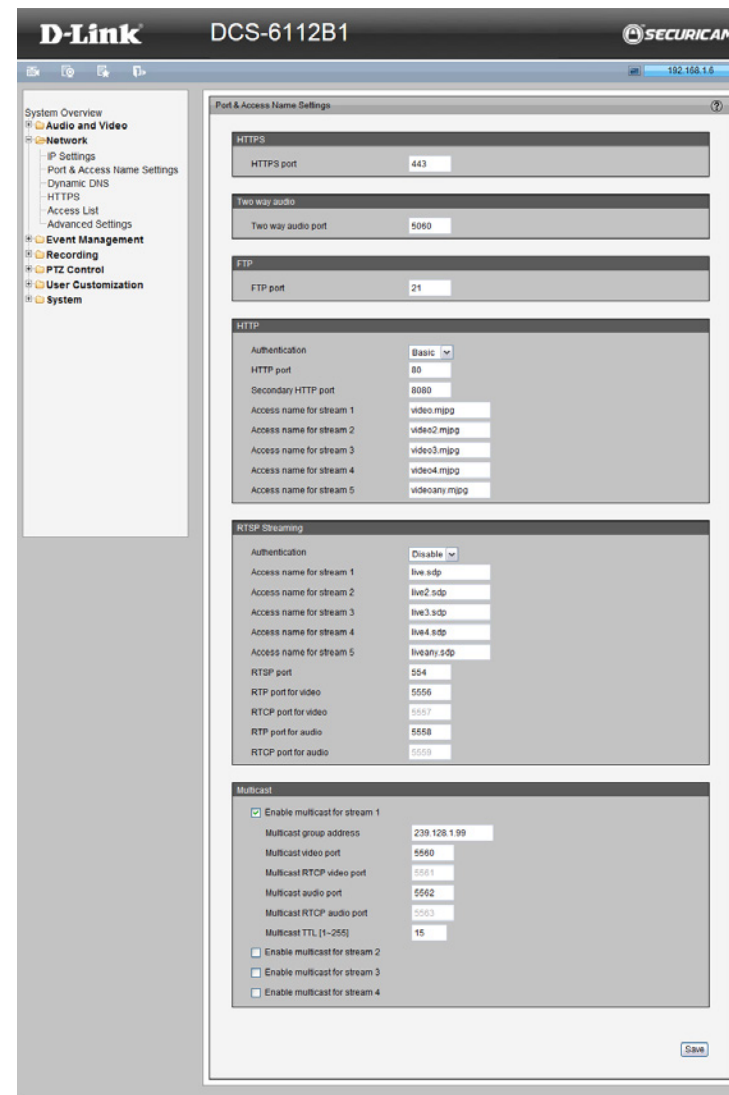 D-Link
DCS-6112B1
SECURICAM
192.168.1.6
System Overview
Audio and Video
Network
IP Settings
Port & Access Name Settings
Dynamic DNS
HTTPS
Access List
Advanced Settings
Event Management
Recording
PTZ Control
User Customization
System
Port & Access Name Settings
?
HTTPS
HTTPS port 443
Two way audio
Two way audio port 5060
FTP
FTP port 21
HTTP
Authentication Basic
HTTP port 80
Secondary HTTP port 8080
Access name for stream 1 video.mjpg
Access name for stream 2 video2.mjpg
Access name for stream 3 video3.mjpg
Access name for stream 4 video4.mjpg
Access name for stream 5 videoany.mjpg
RTSP Streaming
Authentication Disable
Access name for stream 1 live.sdp
Access name for stream 2 live2.sdp
Access name for stream 3 live3.sdp
Access name for stream 4 live4.sdp
Access name for stream 5 liveany.sdp
RTSP port 554
RTP port for video 5556
RTCP port for video 5557
RTP port for audio 5558
RTCP port for audio 5559
Multicast
Enable multicast for stream 1
Multicast group address 239.128.1.99
Multicast video port 5560
Multicast RTCP video port 5561
Multicast audio port 5562
Multicast RTCP audio port 5563
Multicast TTL [1~255] 15
Enable multicast for stream 2
Enable multicast for stream 3
Enable multicast for stream 4
Save